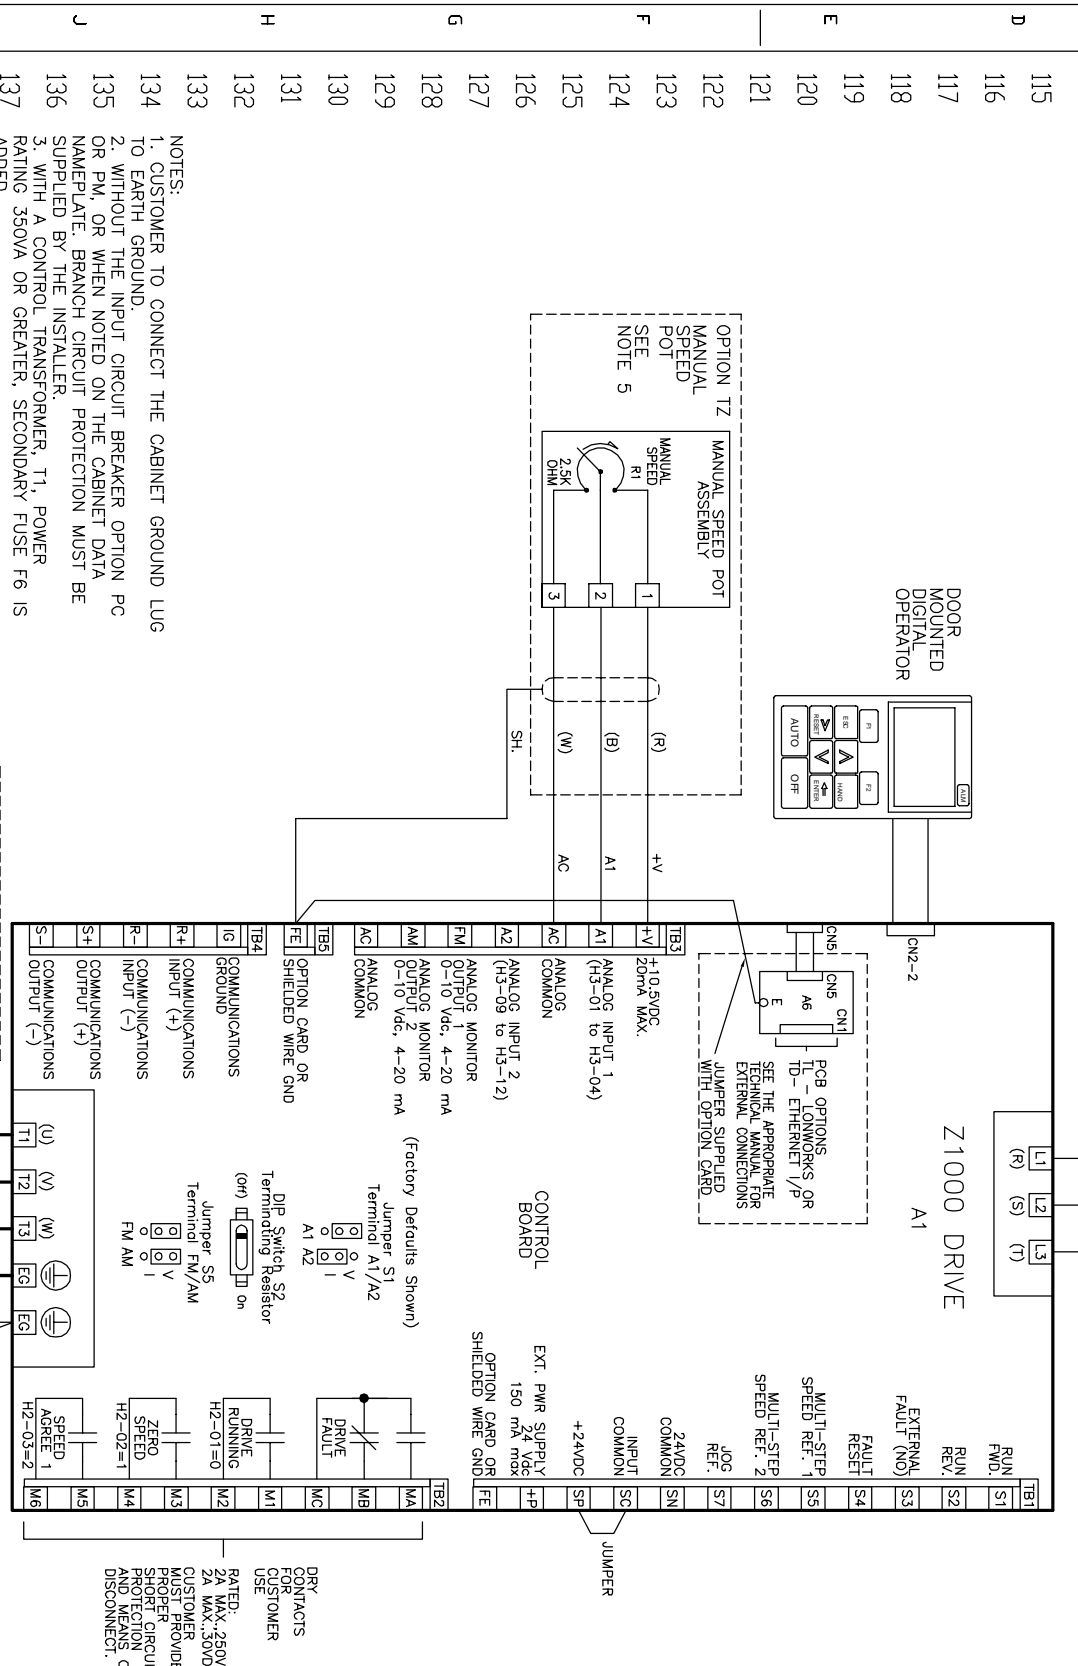 D
E
F
G
H
J
115
116
117
118
119
120
121
122
123
124
125
126
127
128
129
130
131
132
133
134
135
136
137
DOOR
MOUNTED
DIGITAL
OPERATOR
ALM
F1
F2
ESC
HAND
RESET
ENTER
AUTO
OFF
CN2-2
OPTION TZ
MANUAL
SPEED
POT
SEE
NOTE 5
MANUAL SPEED POT
ASSEMBLY
MANUAL
SPEED
R1
2.5K
OHM
1
2
3
(R)
(B)
(W)
SH.
+V
A1
AC
NOTES:
1. CUSTOMER TO CONNECT THE CABINET GROUND LUG
TO EARTH GROUND.
2. WITHOUT THE INPUT CIRCUIT BREAKER OPTION PC
OR PM, OR WHEN NOTED ON THE CABINET DATA
NAMEPLATE. BRANCH CIRCUIT PROTECTION MUST BE
SUPPLIED BY THE INSTALLER.
3. WITH A CONTROL TRANSFORMER, T1, POWER
RATING 350VA OR GREATER, SECONDARY FUSE F6 IS
ADDED
L1
L2
L3
(R)
(S)
(T)
Z1000 DRIVE
A1
CN5
CN5
CN1
A6
E
PCB OPTIONS
TL - LONWORKS OR
TD- ETHERNET I/P
SEE THE APPROPRIATE
TECHNICAL MANUAL FOR
EXTERNAL CONNECTIONS
JUMPER SUPPLIED
WITH OPTION CARD
TB3
+V
+10.5VDC
20mA MAX.
A1
ANALOG INPUT 1
(H3-01 to H3-04)
AC
ANALOG
COMMON
A2
ANALOG INPUT 2
(H3-09 to H3-12)
FM
ANALOG MONITOR
OUTPUT 1
0-10 Vdc, 4-20 mA
AM
ANALOG MONITOR
OUTPUT 2
0-10 Vdc, 4-20 mA
AC
ANALOG
COMMON
TB5
FE
OPTION CARD OR
SHIELDED WIRE GND
TB4
IG
COMMUNICATIONS
GROUND
R+
COMMUNICATIONS
INPUT (+)
R-
COMMUNICATIONS
INPUT (-)
S+
COMMUNICATIONS
OUTPUT (+)
S-
COMMUNICATIONS
OUTPUT (-)
CONTROL
BOARD
(Factory Defaults Shown)
Jumper S1
Terminal A1/A2
V
I
A1 A2
DIP Switch S2
Terminating Resistor
(Off)
On
Jumper S5
Terminal FM/AM
V
I
FM AM
(U)
(V)
(W)
T1
T2
T3
EG
EG
TB1
RUN
FWD.
S1
RUN
REV.
S2
EXTERNAL
FAULT (NO)
S3
FAULT
RESET
S4
MULTI-STEP
SPEED REF. 1
S5
MULTI-STEP
SPEED REF. 2
S6
JOG
REF.
S7
24VDC
COMMON
SN
INPUT
COMMON
SC
+24VDC
SP
EXT. PWR SUPPLY
24 Vdc
150 mA max
+P
OPTION CARD OR
SHIELDED WIRE GND
FE
JUMPER
TB2
MA
MB
MC
DRIVE
FAULT
M1
M2
DRIVE
RUNNING
H2-01=0
M3
M4
ZERO
SPEED
H2-02=1
M5
M6
SPEED
AGREE 1
H2-03=2
DRY
CONTACTS
FOR
CUSTOMER
USE
RATED:
2A MAX.,250V
2A MAX.,30VD
CUSTOMER
MUST PROVIDE
PROPER
SHORT CIRCUI
PROTECTION
AND MEANS O
DISCONNECT.